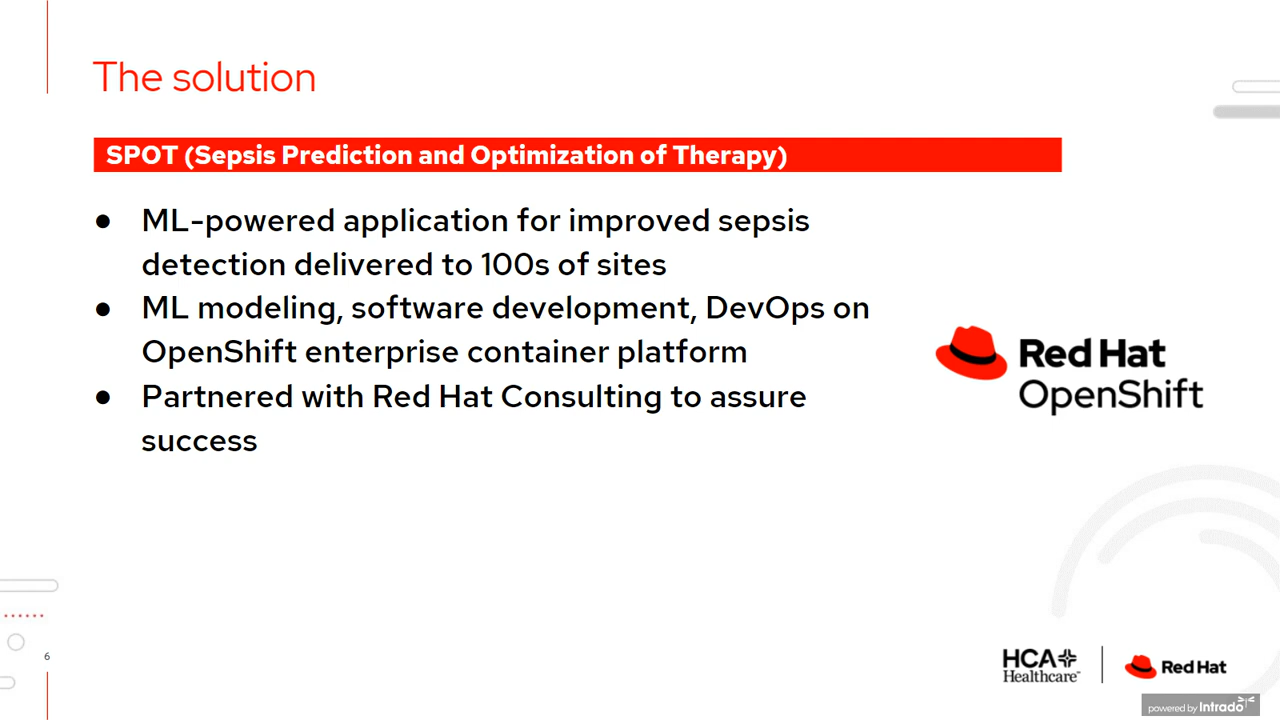 The solution
SPOT (Sepsis Prediction and Optimization of Therapy)
● ML-powered application for improved sepsis
detection delivered to 100s of sites
● ML modeling, software development, DevOps on
OpenShift enterprise container platform
● Partnered with Red Hat Consulting to assure
success
Red Hat
OpenShift
6
HCA
Healthcare™
Red Hat
powered by Intrado